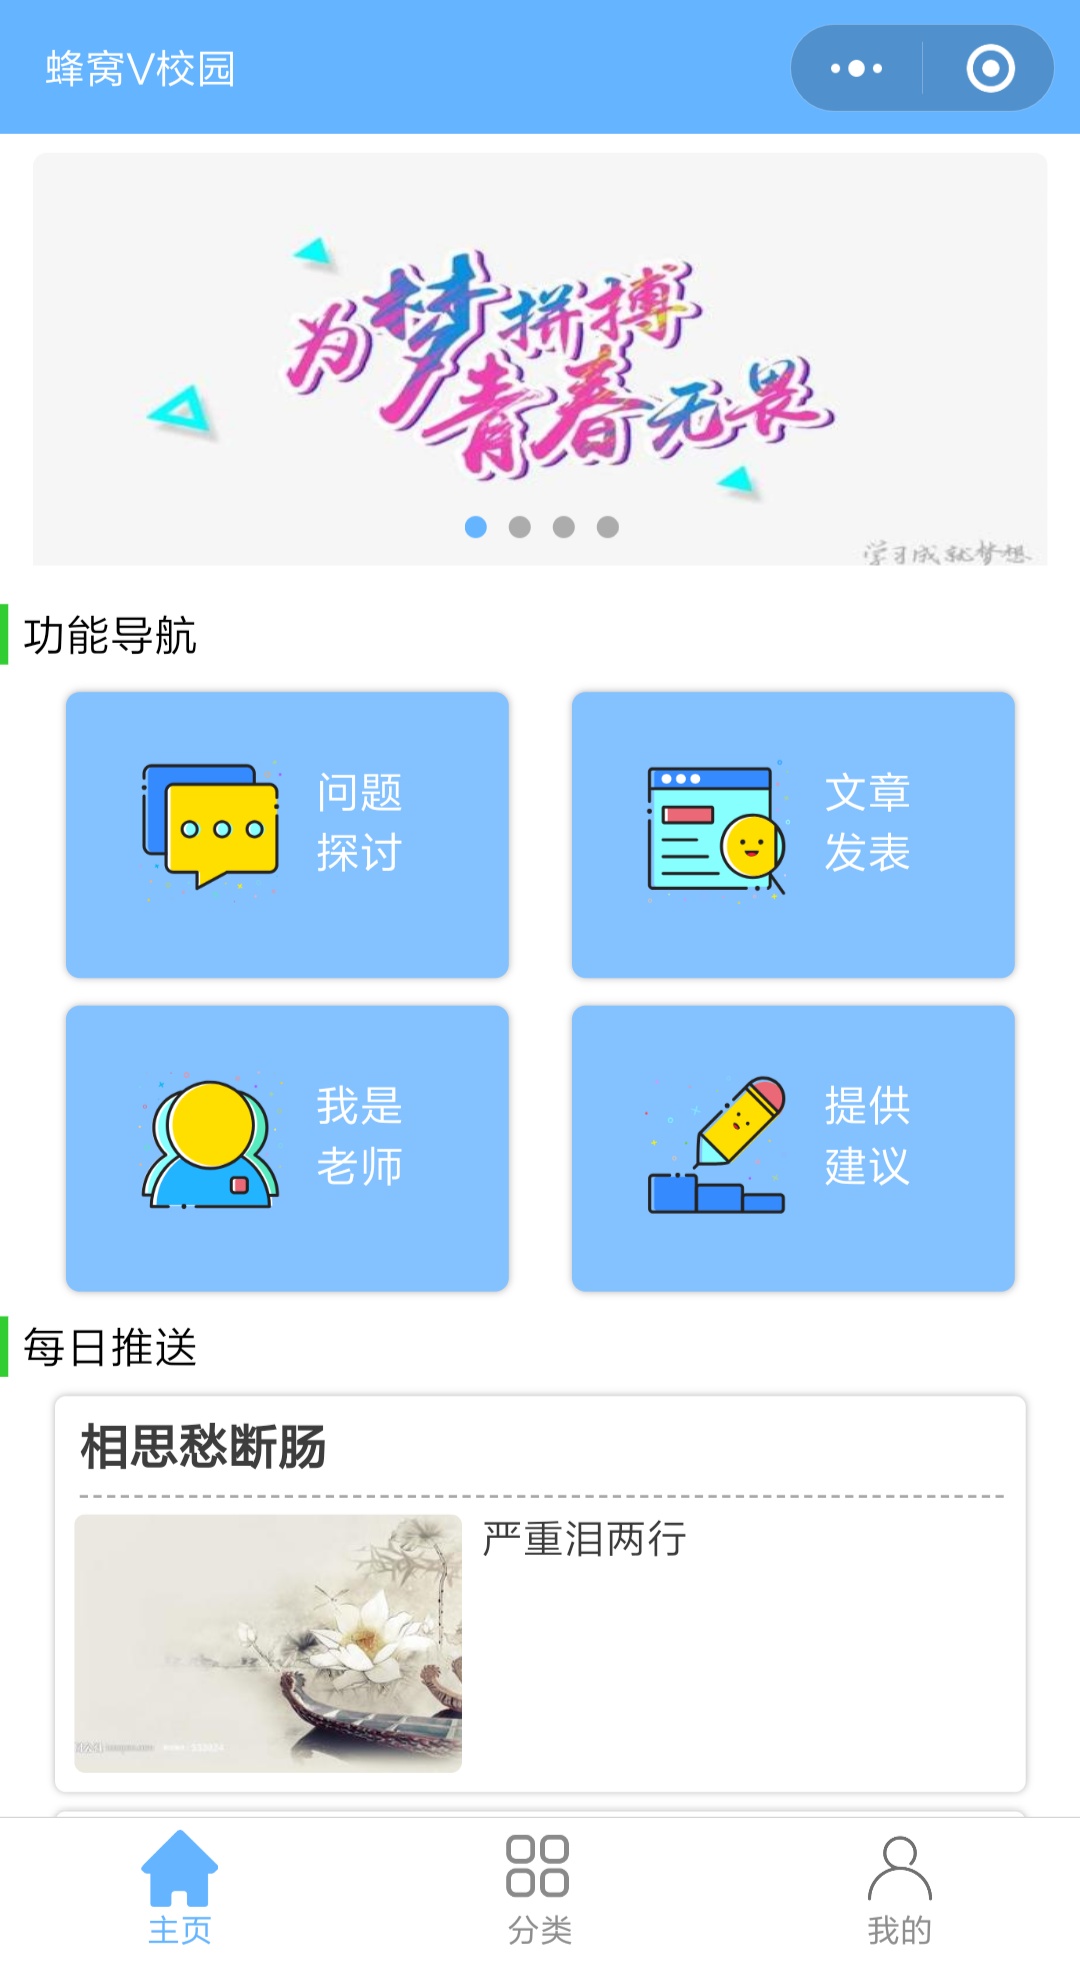 蜂窝V校园
为梦拼搏
青春无畏
学习成就梦想
功能导航
问题
探讨
文章
发表
我是
老师
提供
建议
每日推送
相思愁断肠
严重泪两行
主页
分类
我的